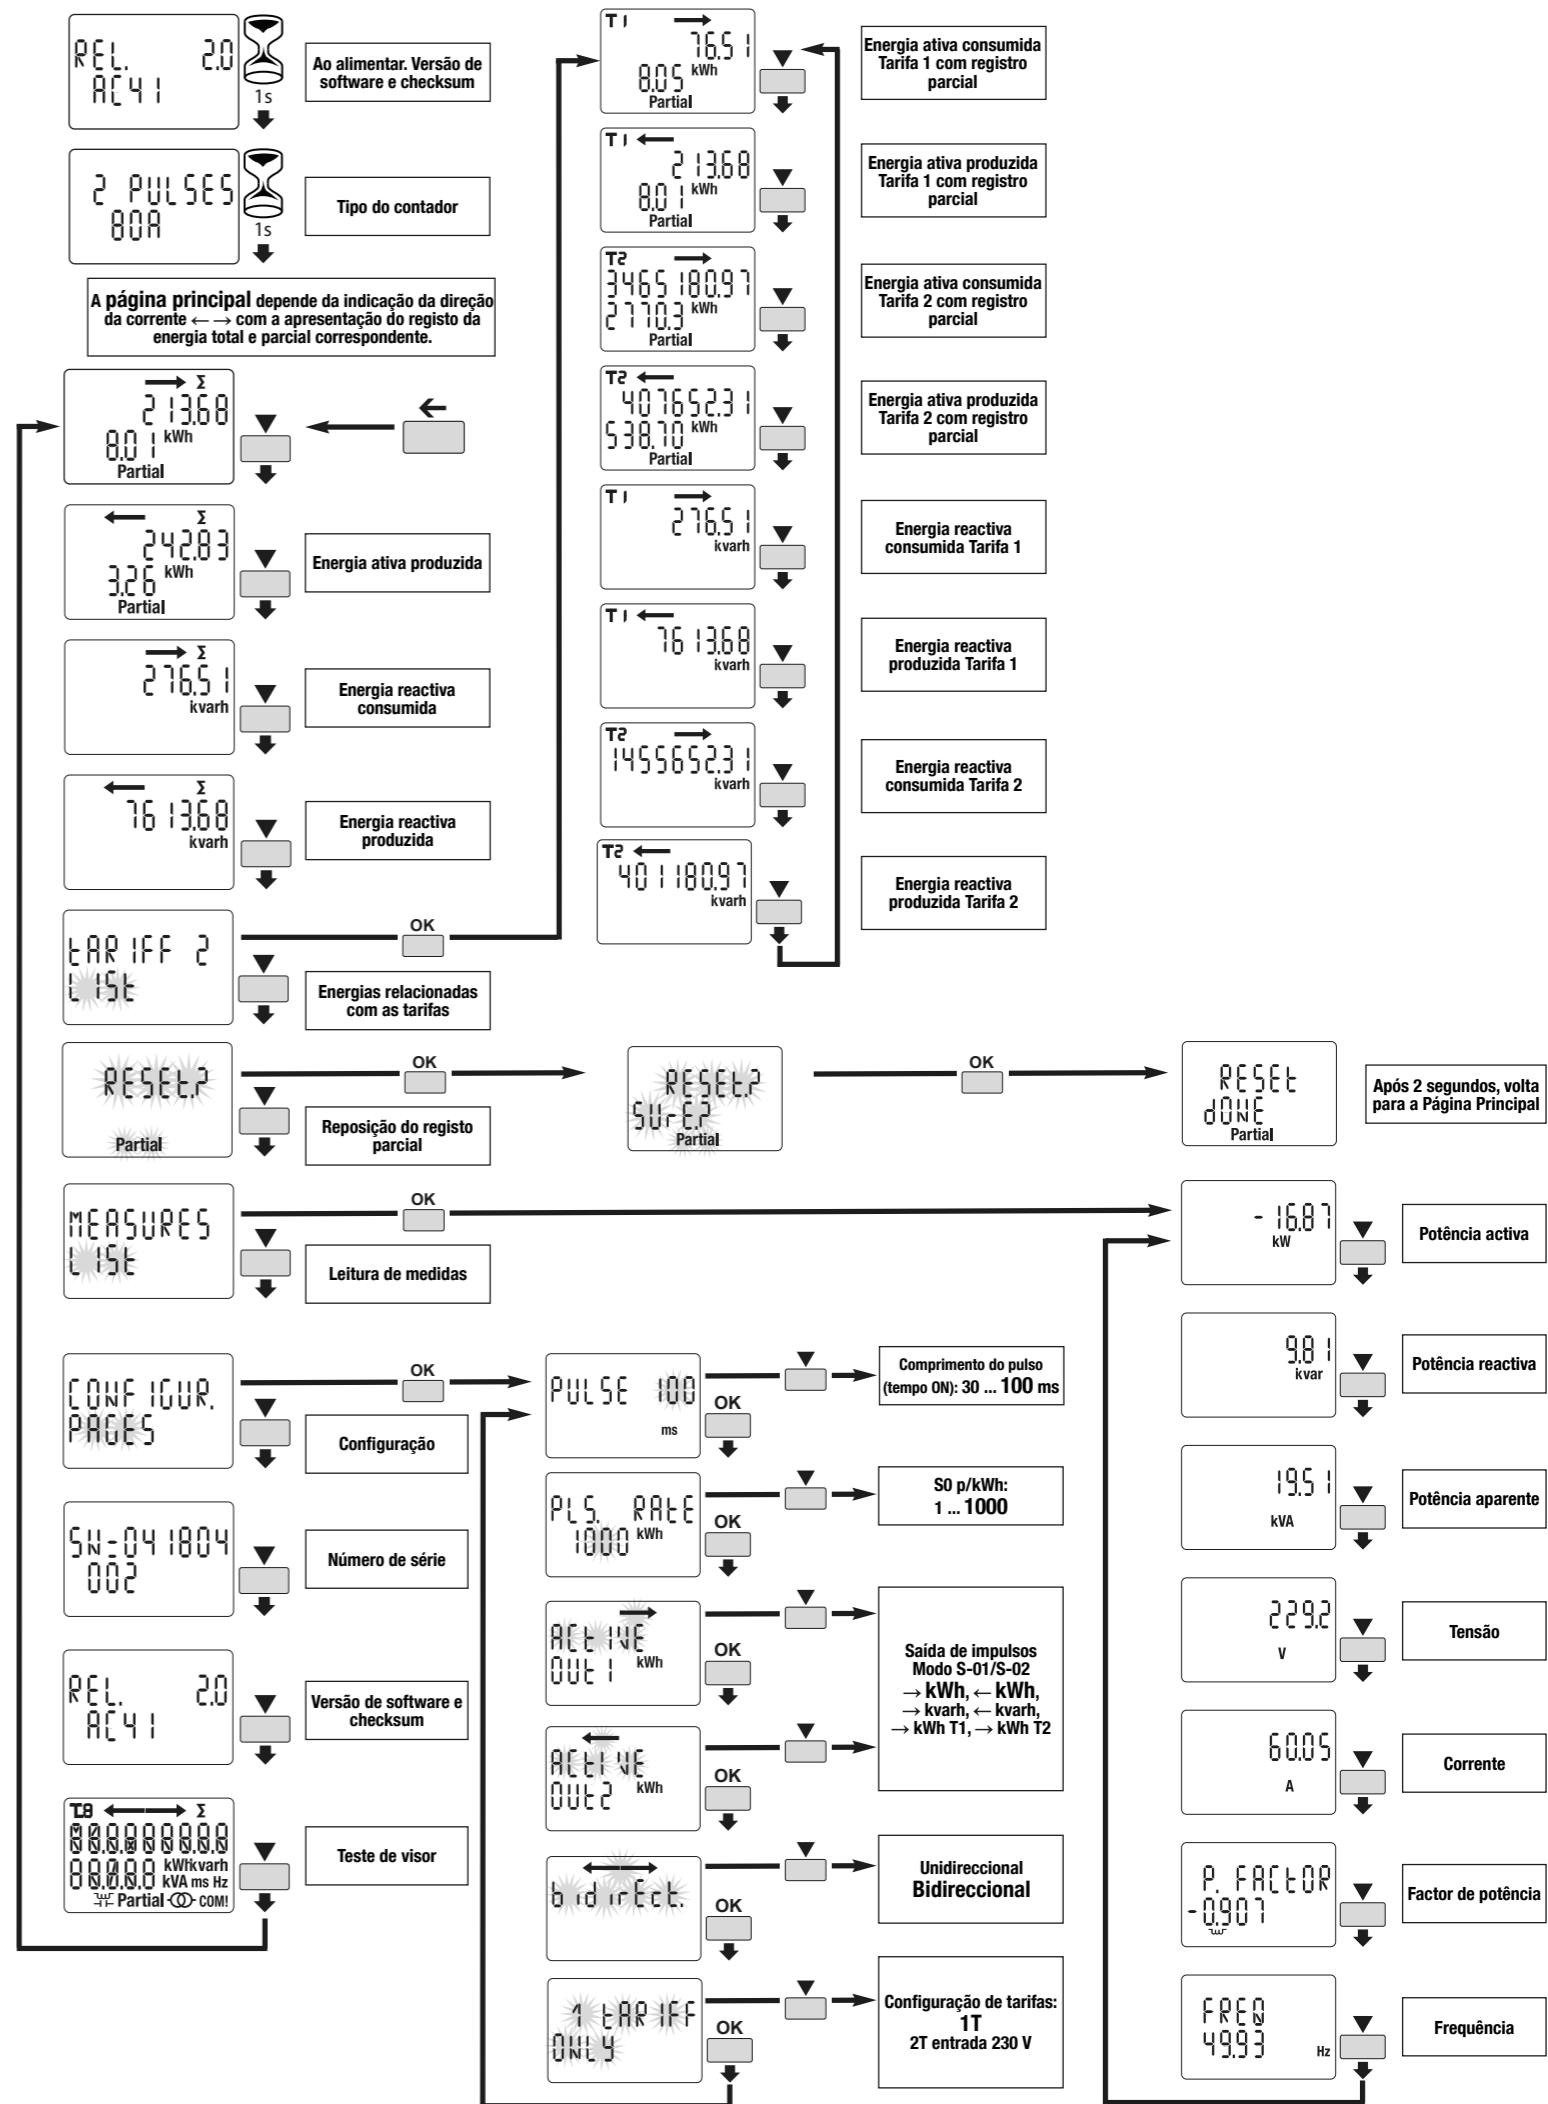 REL. 2.0
AC41
1s
Ao alimentar. Versão de
software e checksum
2 PULSES
80A
1s
Tipo do contador
A página principal depende da indicação da direção
da corrente ←→ com a apresentação do registo da
energia total e parcial correspondente.
→ Σ
213.68
8.01 kWh
Partial
←
← Σ
242.83
3.26 kWh
Partial
Energia ativa produzida
→ Σ
276.51
kvarh
Energia reactiva
consumida
← Σ
7613.68
kvarh
Energia reactiva
produzida
tARIFF 2
LISt
OK
Energias relacionadas
com as tarifas
T1 →
76.51
8.05 kWh
Partial
Energia ativa consumida
Tarifa 1 com registro
parcial
T1 ←
213.68
8.01 kWh
Partial
Energia ativa produzida
Tarifa 1 com registro
parcial
T2 →
3465180.97
2770.3 kWh
Partial
Energia ativa consumida
Tarifa 2 com registro
parcial
T2 ←
407652.31
538.70 kWh
Partial
Energia ativa produzida
Tarifa 2 com registro
parcial
T1 →
276.51
kvarh
Energia reactiva
consumida Tarifa 1
T1 ←
7613.68
kvarh
Energia reactiva
produzida Tarifa 1
T2 →
1455652.31
kvarh
Energia reactiva
consumida Tarifa 2
T2 ←
401180.97
kvarh
Energia reactiva
produzida Tarifa 2
RESEt.?
Partial
OK
Reposição do registo
parcial
RESEt.?
SUrE.?
Partial
OK
RESEt
dONE
Partial
Após 2 segundos, volta
para a Página Principal
MEASURES
LISt
OK
Leitura de medidas
-16.87
kW
Potência activa
9.81
kvar
Potência reactiva
19.51
kVA
Potência aparente
229.2
V
Tensão
60.05
A
Corrente
P. FACtOR
-0.907
Factor de potência
FREQ
49.93 Hz
Frequência
CONFIGUR.
PAGES
OK
Configuração
PULSE 100
ms
OK
Comprimento do pulso
(tempo ON): 30 ... 100 ms
PLS. RAtE
1000 kWh
OK
S0 p/kWh:
1 ... 1000
→
ACtIVE
OUt1 kWh
OK
←
ACtIVE
OUt2 kWh
OK
Saída de impulsos
Modo S-01/S-02
→ kWh, ← kWh,
→ kvarh, ← kvarh,
→ kWh T1, → kWh T2
bidirEct.
OK
Unidireccional
Bidireccional
1 tARIFF
ONLY
OK
Configuração de tarifas:
1T
2T entrada 230 V
SN=041804
002
Número de série
REL. 2.0
AC41
Versão de software e
checksum
T.8 ←→ Σ
kWhkvarh
kVA ms Hz
Partial COM!
Teste de visor